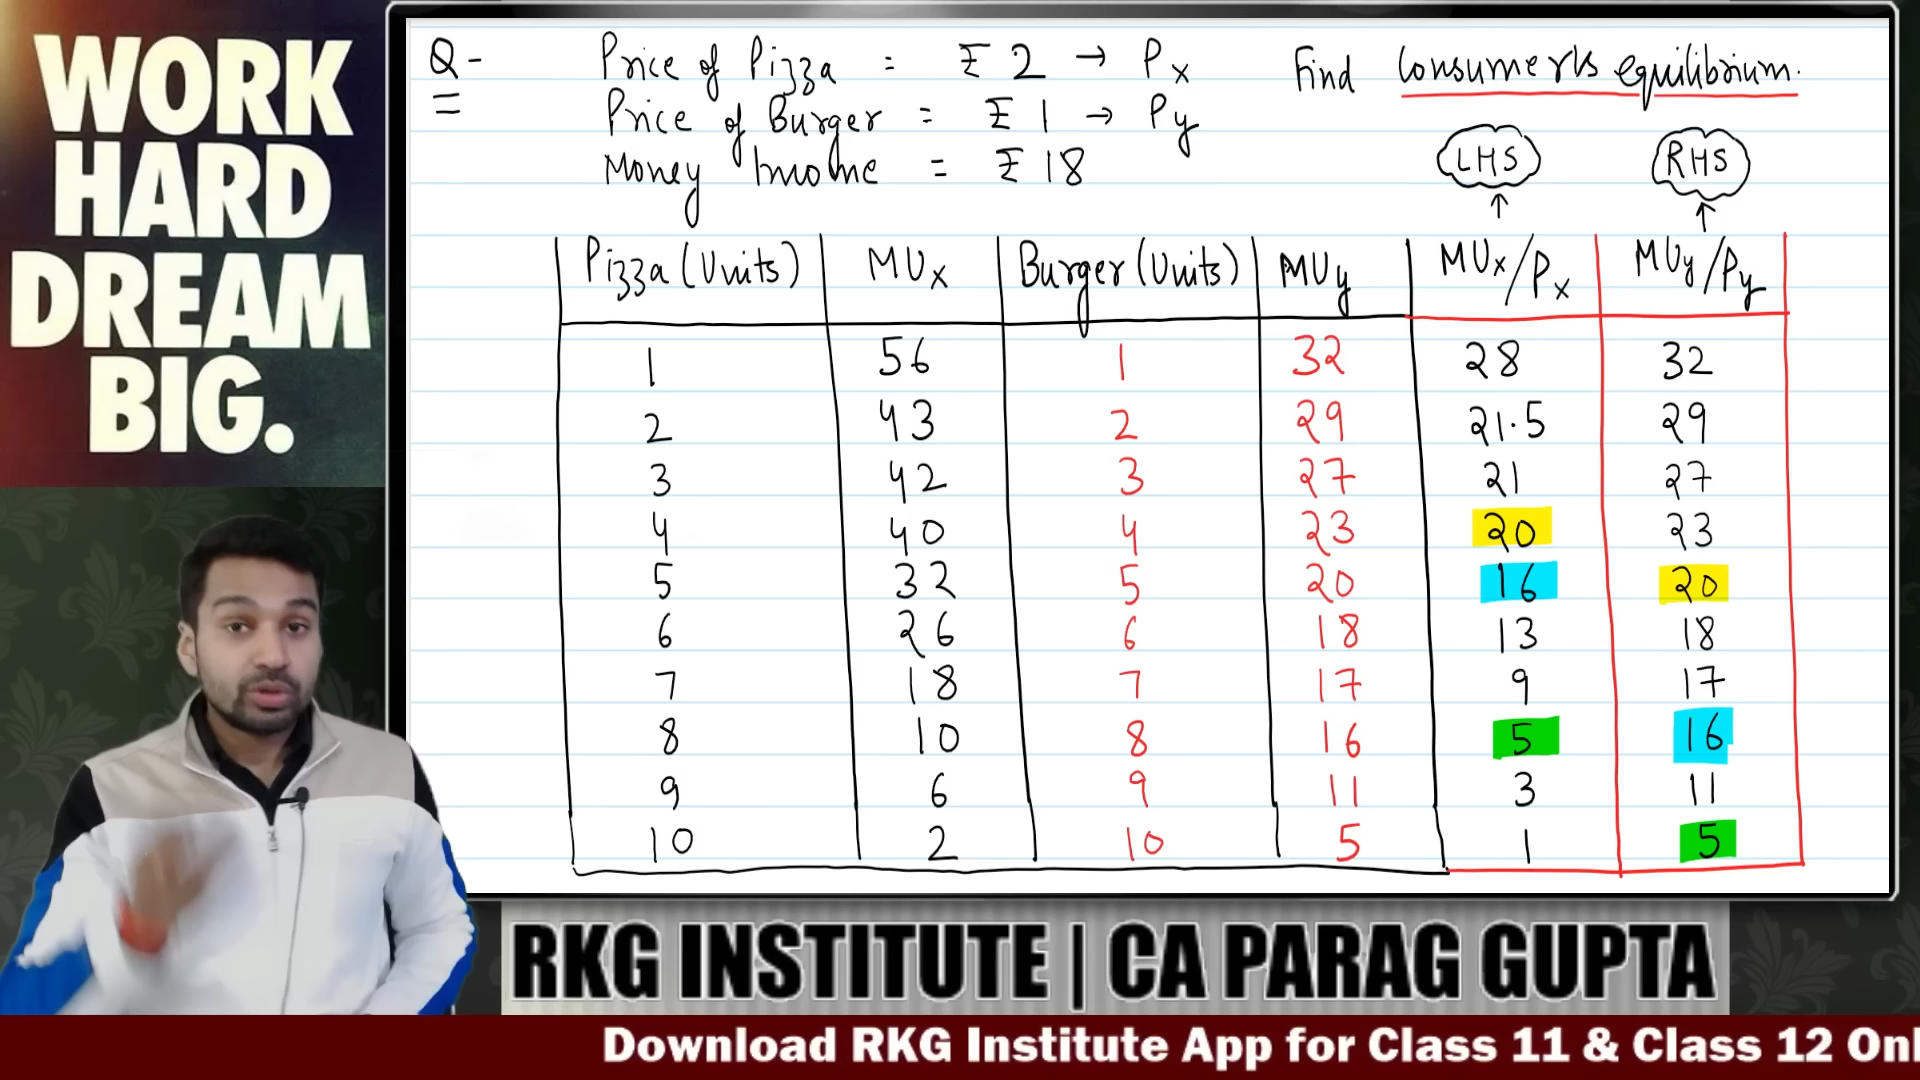 WORK
HARD
DREAM
BIG.
Q- Price of Pizza = ₹ 2 → Px Find Consumer's equilibrium.
Price of Burger = ₹ 1 → Py
Money Income = ₹ 18
LHS RHS
Pizza (Units) MUx Burger (Units) MUy MUx/Px MUy/Py
1 56 1 32 28 32
2 43 2 29 21.5 29
3 42 3 27 21 27
4 40 4 23 20 23
5 32 5 20 16 20
6 26 6 18 13 18
7 18 7 17 9 17
8 10 8 16 5 16
9 6 9 11 3 11
10 2 10 5 1 5
RKG INSTITUTE | CA PARAG GUPTA
Download RKG Institute App for Class 11 & Class 12 Onl